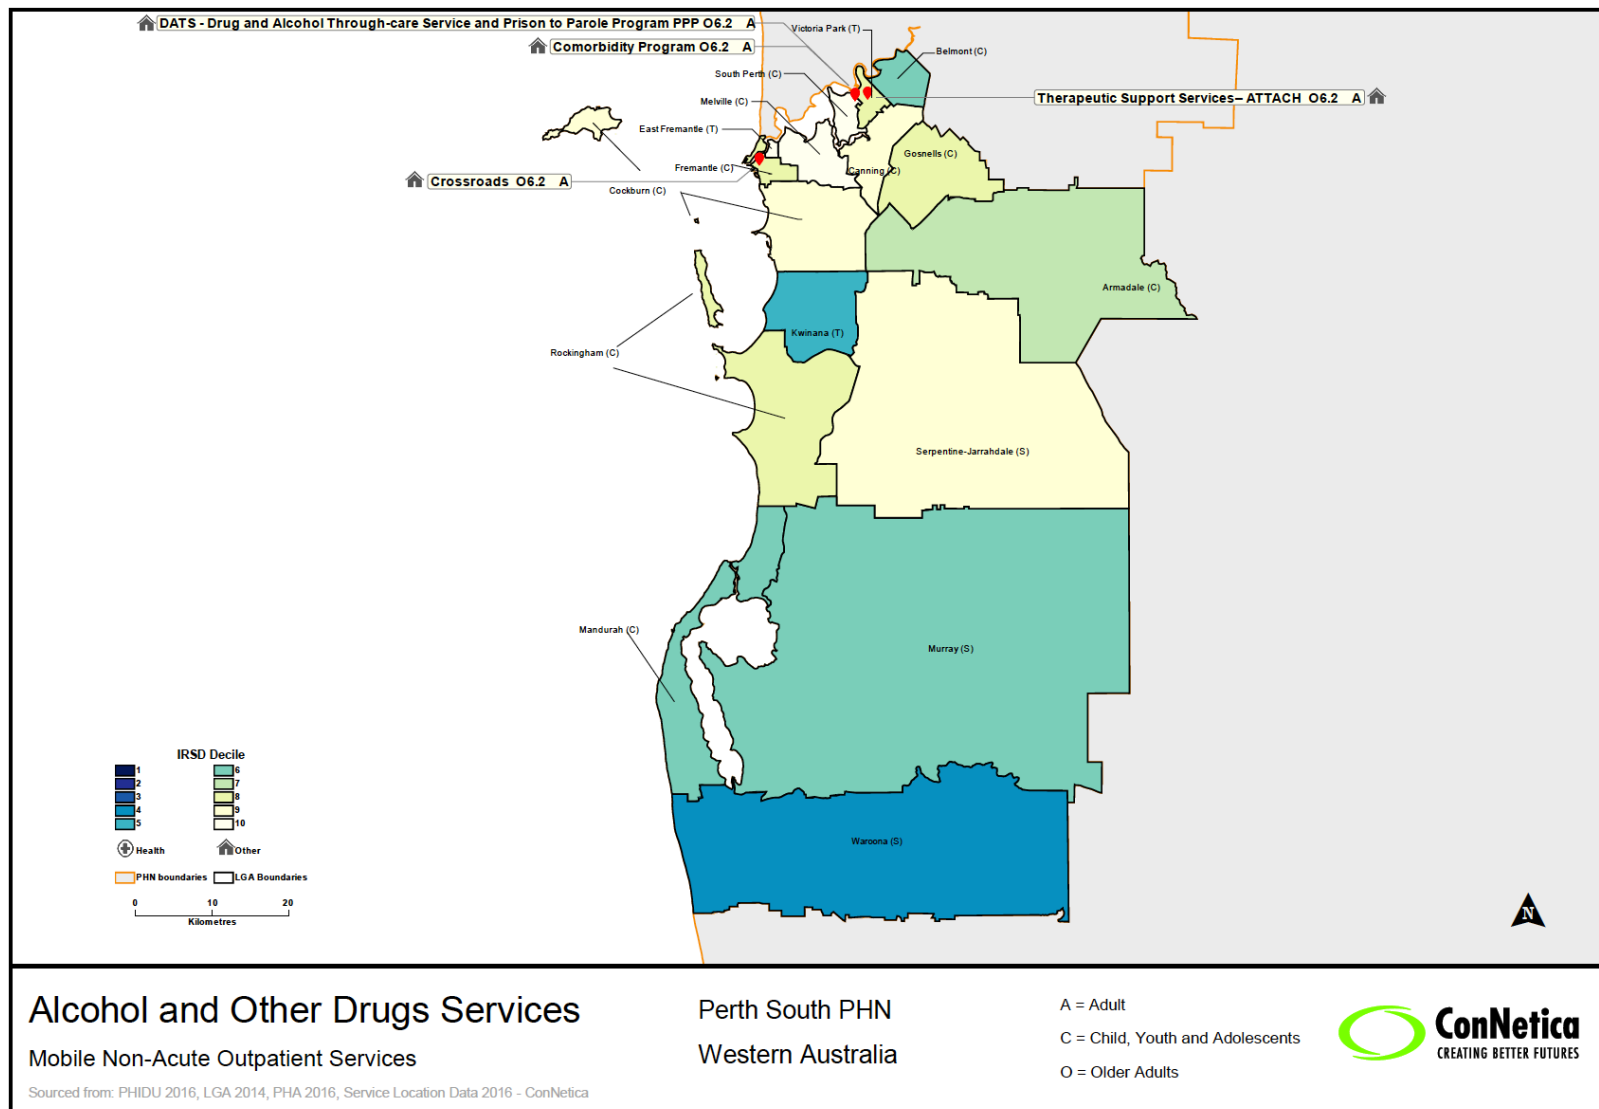 DATS - Drug and Alcohol Through-care Service and Prison to Parole Program PPP O6.2 A
Victoria Park (T)
Comorbidity Program O6.2 A
Belmont (C)
South Perth (C)
Melville (C)
Therapeutic Support Services– ATTACH O6.2 A
East Fremantle (T)
Gosnells (C)
Fremantle (C)
Canning (C)
Crossroads O6.2 A
Cockburn (C)
Armadale (C)
Kwinana (T)
Rockingham (C)
Serpentine-Jarrahdale (S)
Mandurah (C)
Murray (S)
Waroona (S)
IRSD Decile
1 6
2 7
3 8
4 9
5 10
Health Other
PHN boundaries LGA Boundaries
0 10 20
Kilometres
N
Alcohol and Other Drugs Services
Mobile Non-Acute Outpatient Services
Sourced from: PHIDU 2016, LGA 2014, PHA 2016, Service Location Data 2016 - ConNetica
Perth South PHN
Western Australia
A = Adult
C = Child, Youth and Adolescents
O = Older Adults
ConNetica
CREATING BETTER FUTURES